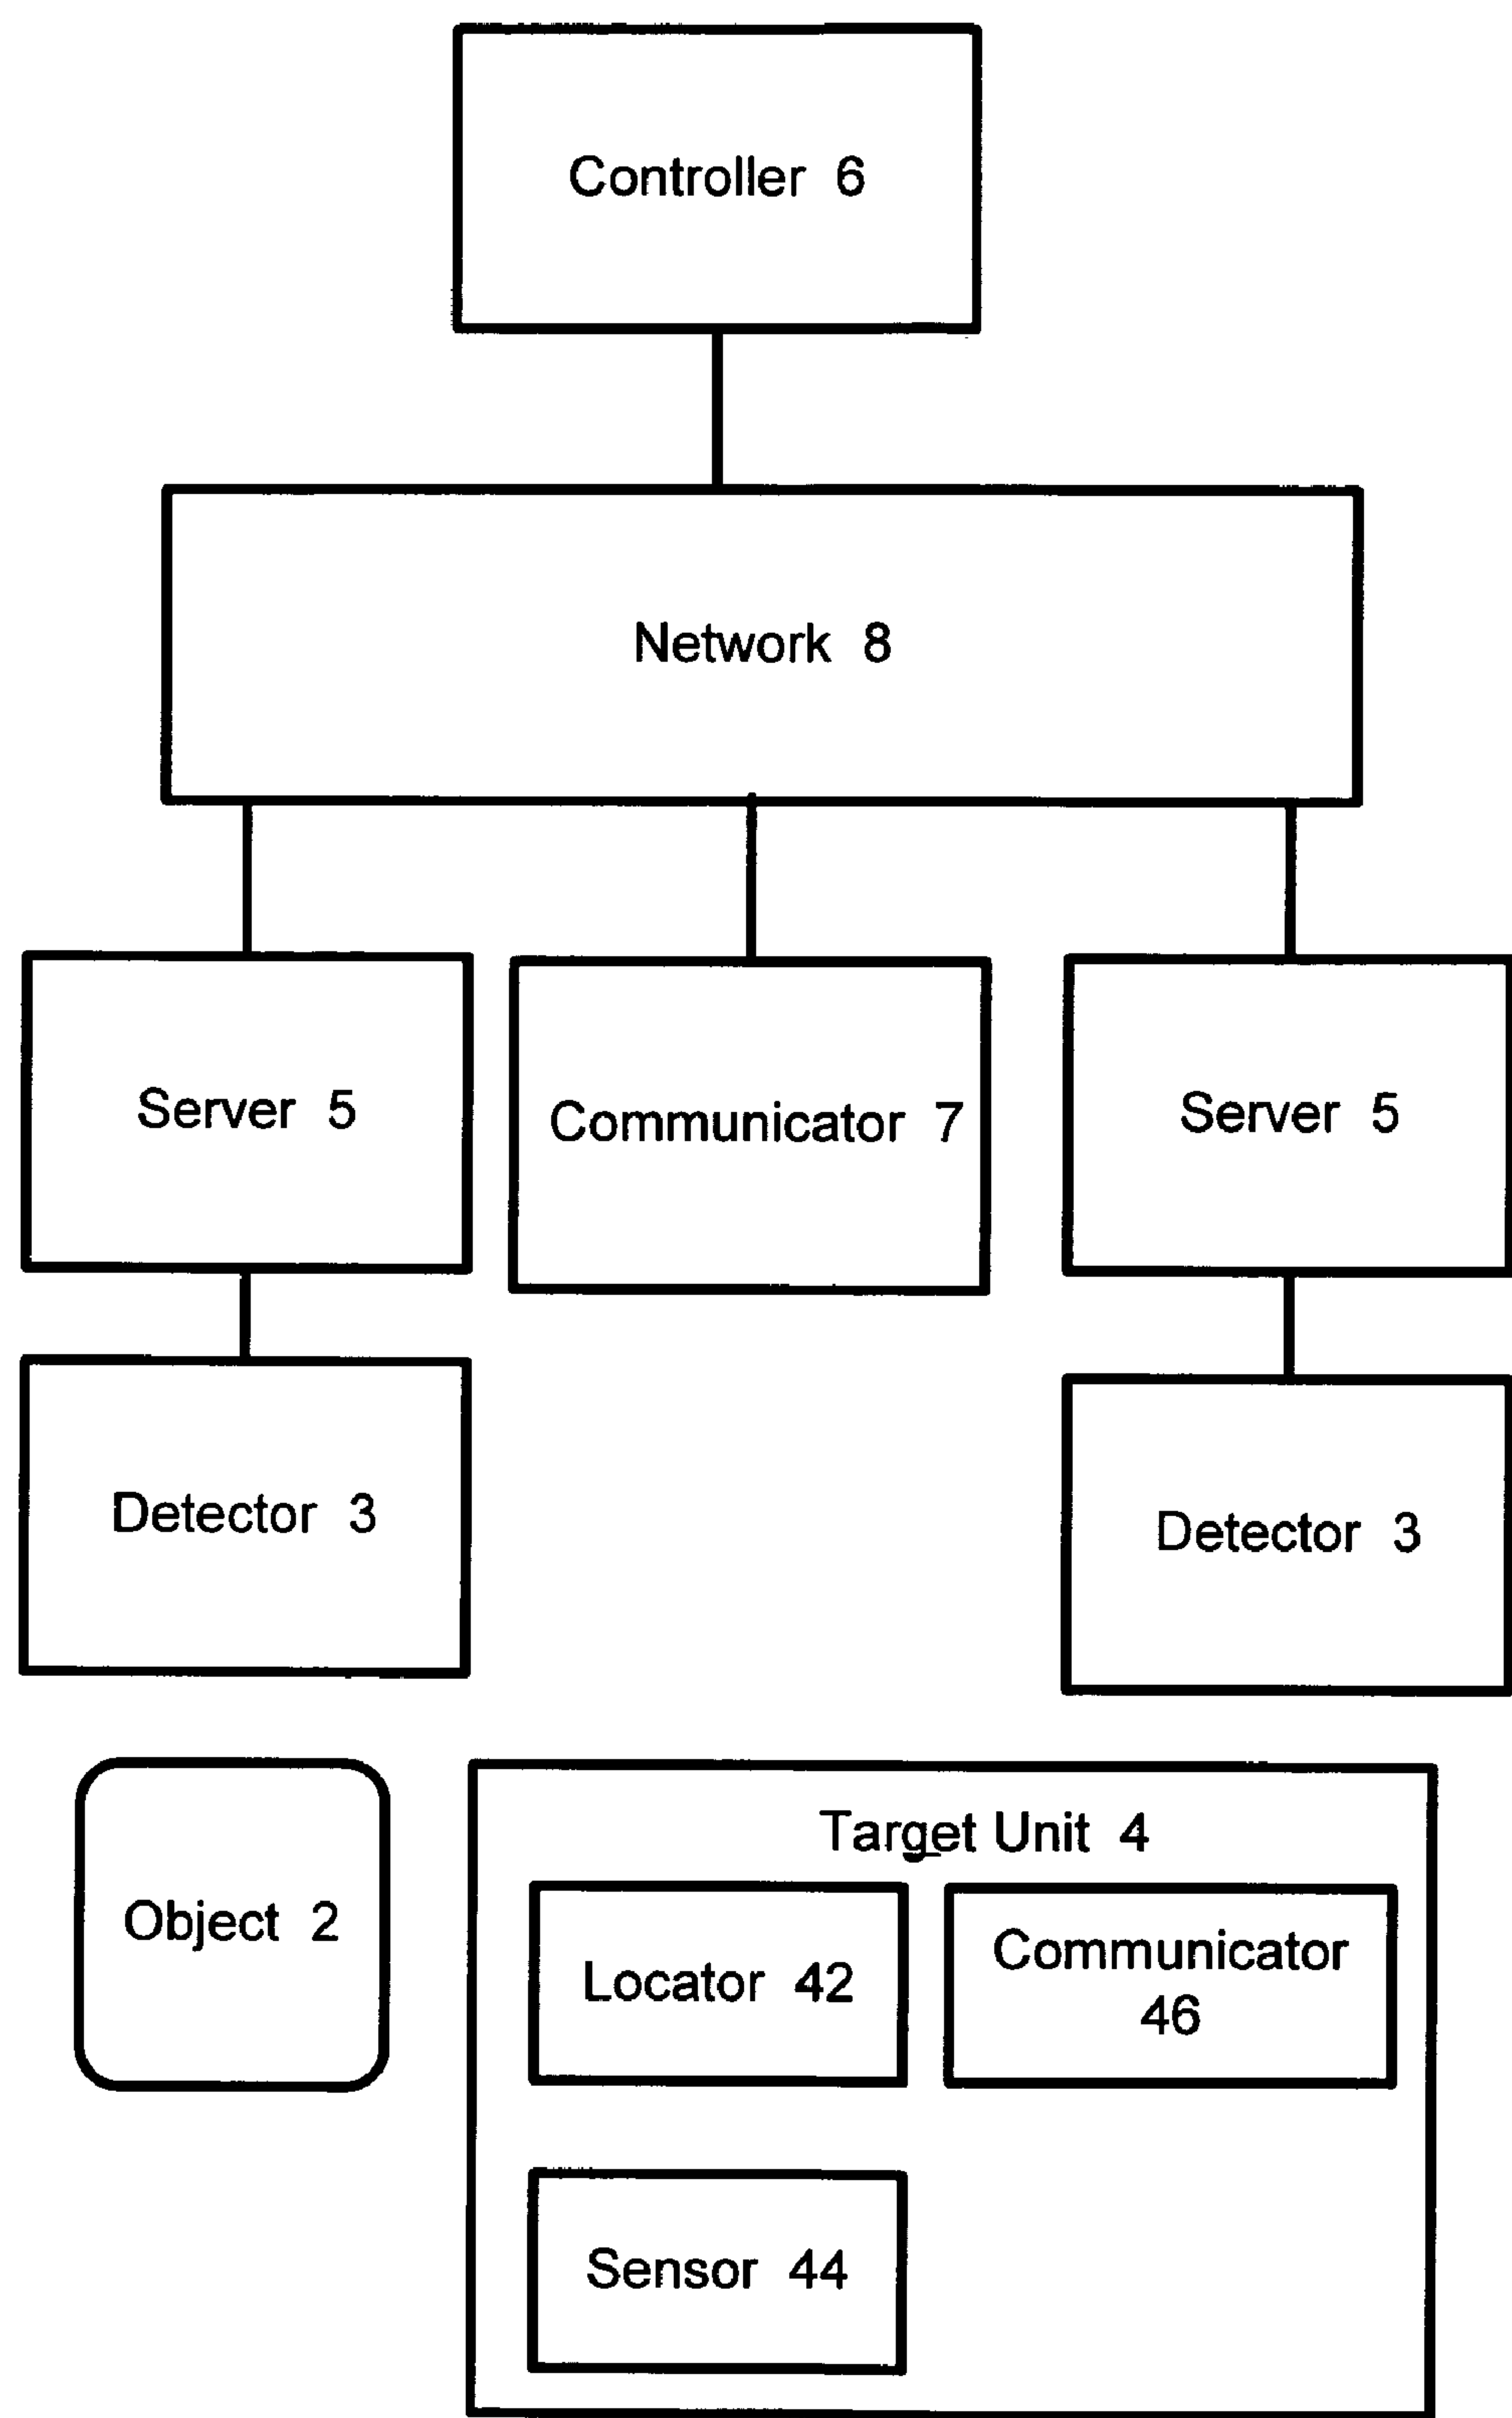 Controller 6
Network 8
Server 5
Communicator 7
Server 5
Detector 3
Detector 3
Object 2
Target Unit 4
Locator 42
Communicator
46
Sensor 44